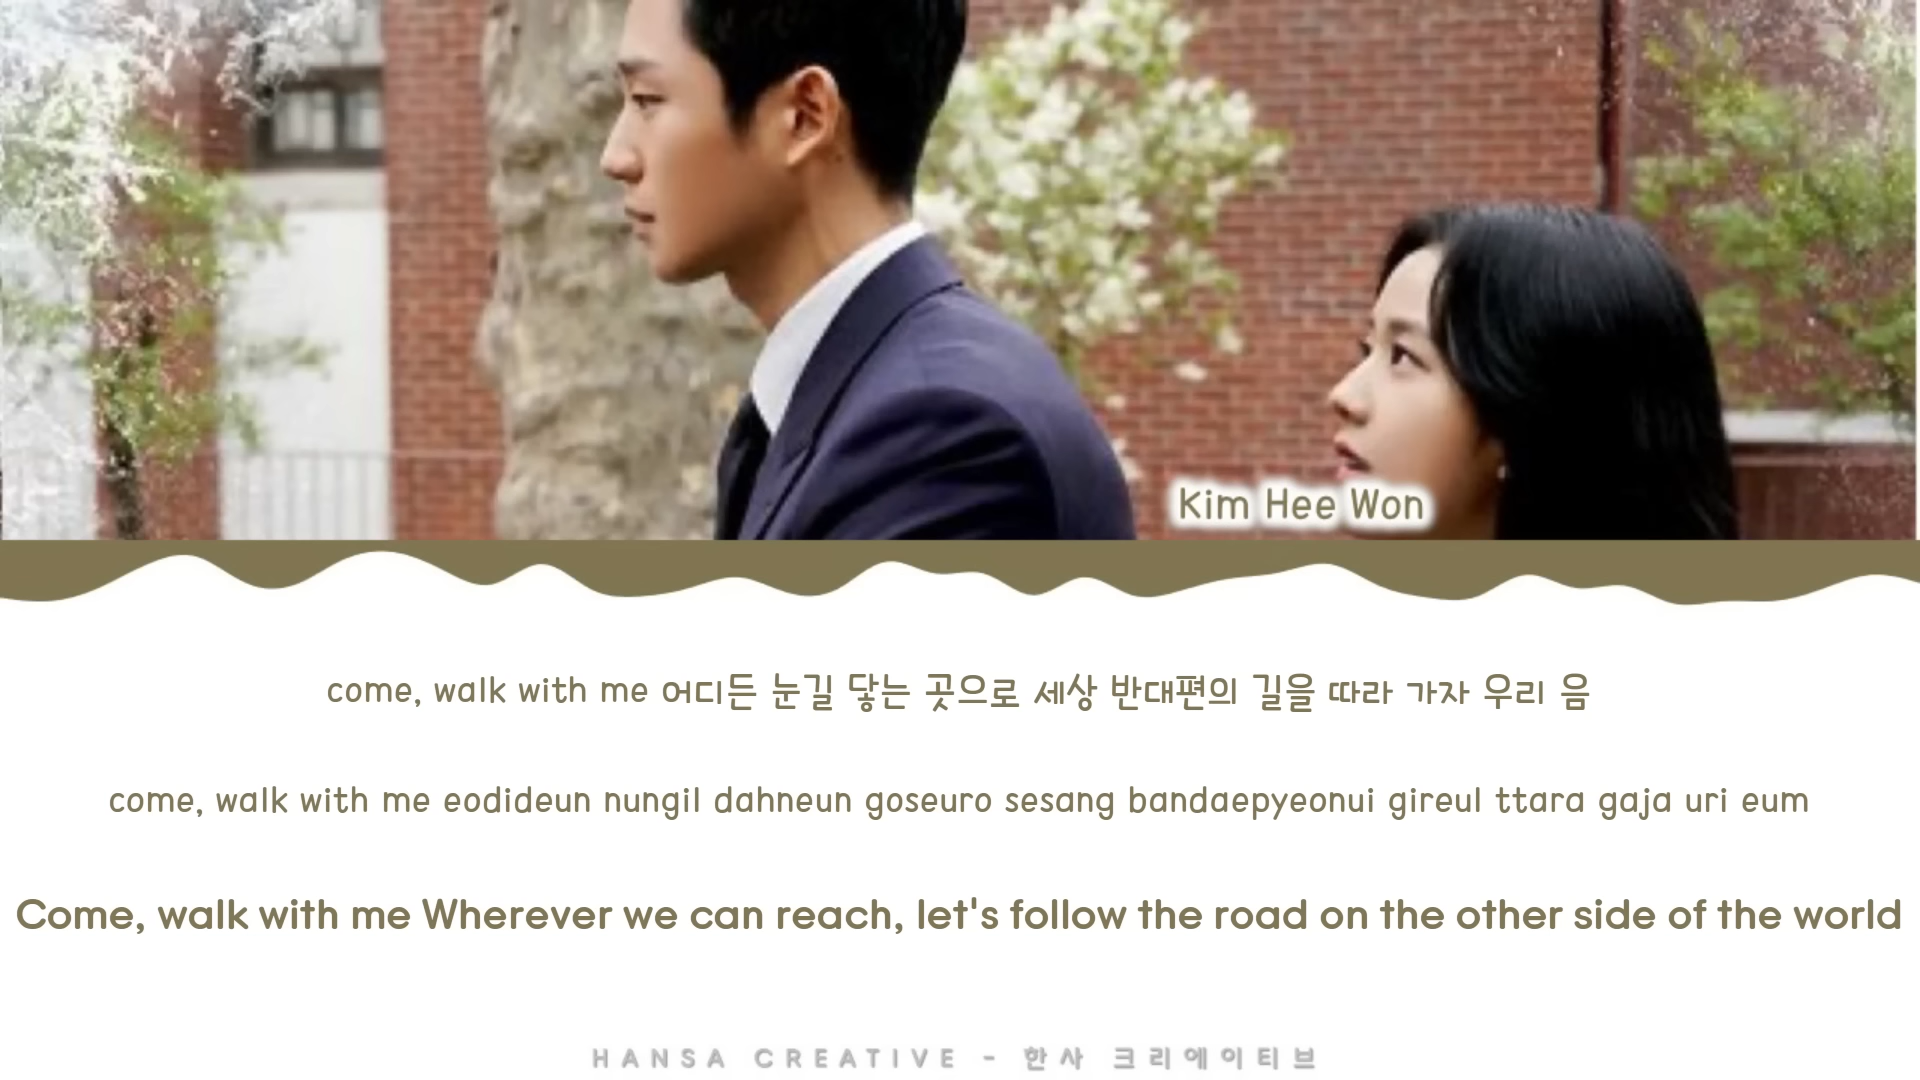 Kim Hee Won
come, walk with me 어디든 눈길 닿는 곳으로 세상 반대편의 길을 따라 가자 우리 음
come, walk with me eodideun nungil dahneun goseuro sesang bandaepyeonui gireul ttara gaja uri eum
Come, walk with me Wherever we can reach, let's follow the road on the other side of the world
HANSA CREATIVE - 한사 크리에이티브